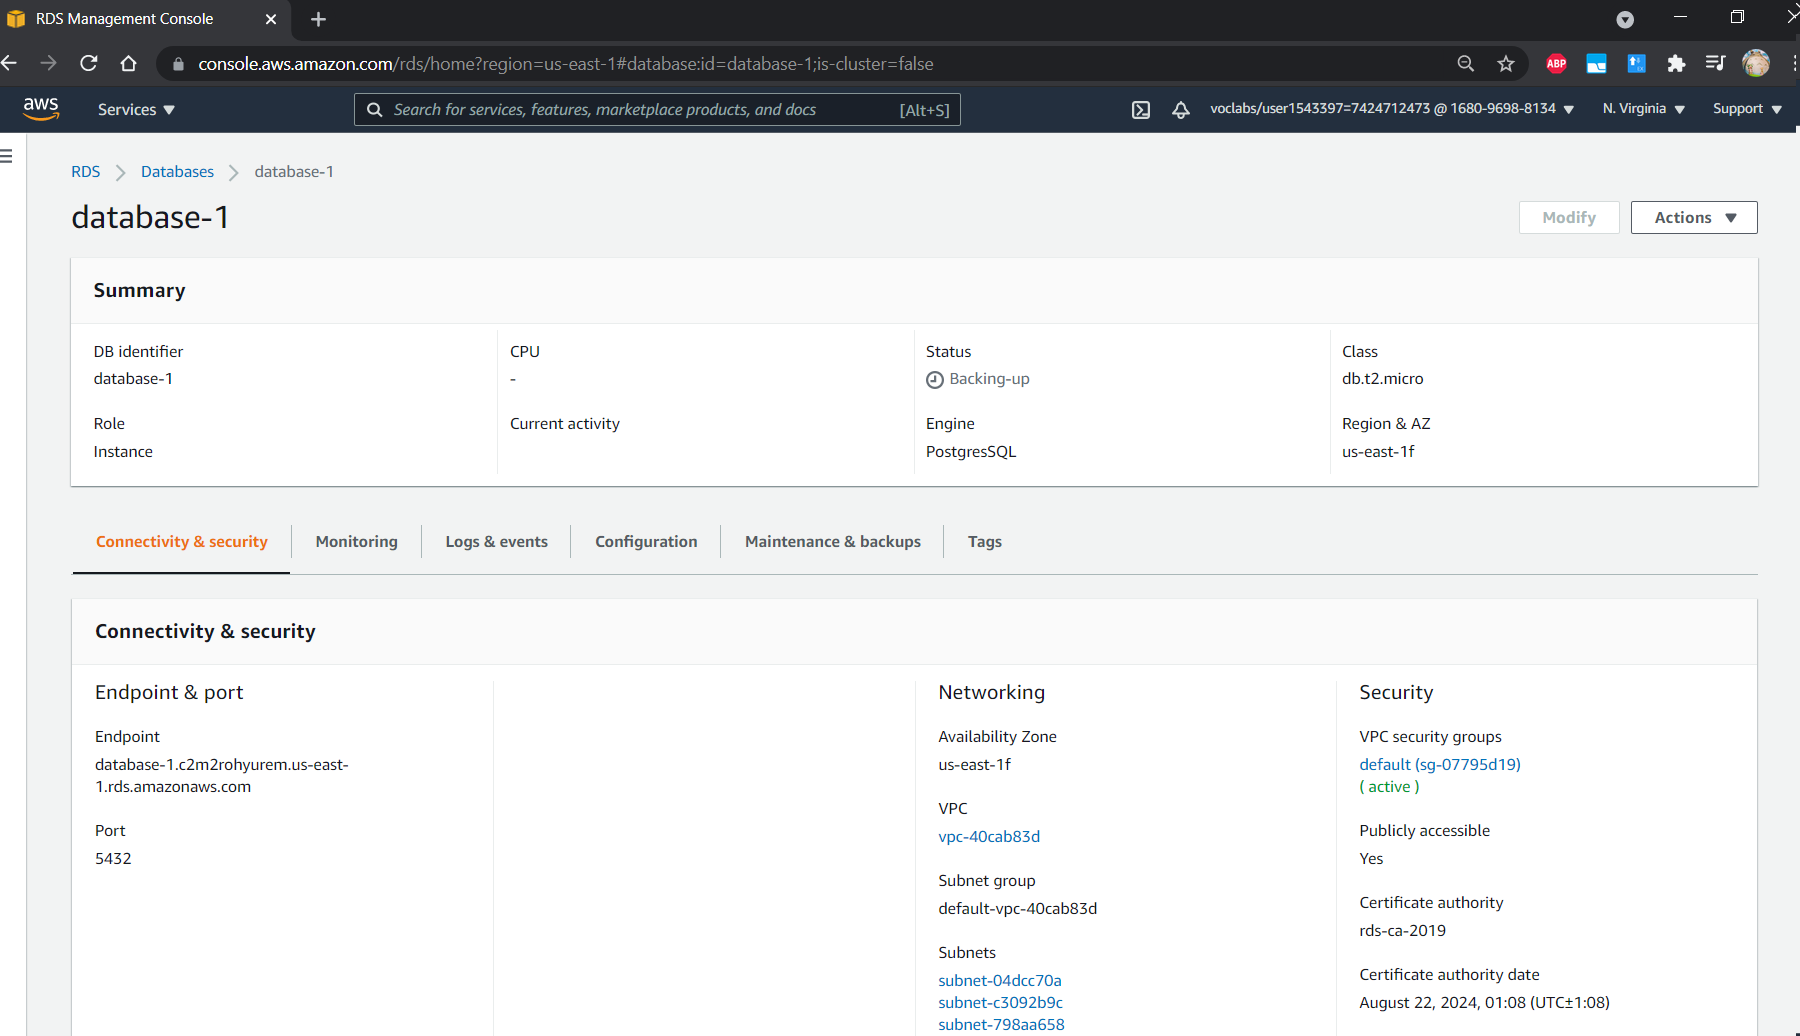 RDS Management Console
console.aws.amazon.com/rds/home?region=us-east-1#database:id=database-1;is-cluster=false
ABP
aws
Services
Search for services, features, marketplace products, and docs [Alt+S]
voclabs/user1543397=7424712473 @ 1680-9698-8134
N. Virginia
Support
RDS
Databases
database-1
database-1
Modify
Actions
Summary
DB identifier
database-1
CPU
-
Status
Backing-up
Class
db.t2.micro
Role
Instance
Current activity
Engine
PostgresSQL
Region & AZ
us-east-1f
Connectivity & security
Monitoring
Logs & events
Configuration
Maintenance & backups
Tags
Connectivity & security
Endpoint & port
Endpoint
database-1.c2m2rohyurem.us-east-
1.rds.amazonaws.com
Port
5432
Networking
Availability Zone
us-east-1f
VPC
vpc-40cab83d
Subnet group
default-vpc-40cab83d
Subnets
subnet-04dcc70a
subnet-c3092b9c
subnet-798aa658
Security
VPC security groups
default (sg-07795d19)
( active )
Publicly accessible
Yes
Certificate authority
rds-ca-2019
Certificate authority date
August 22, 2024, 01:08 (UTC±1:08)